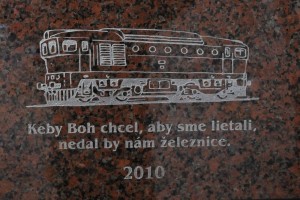 Keby Boh chcel, aby sme lietali,
nedal by nám železnice.
2010